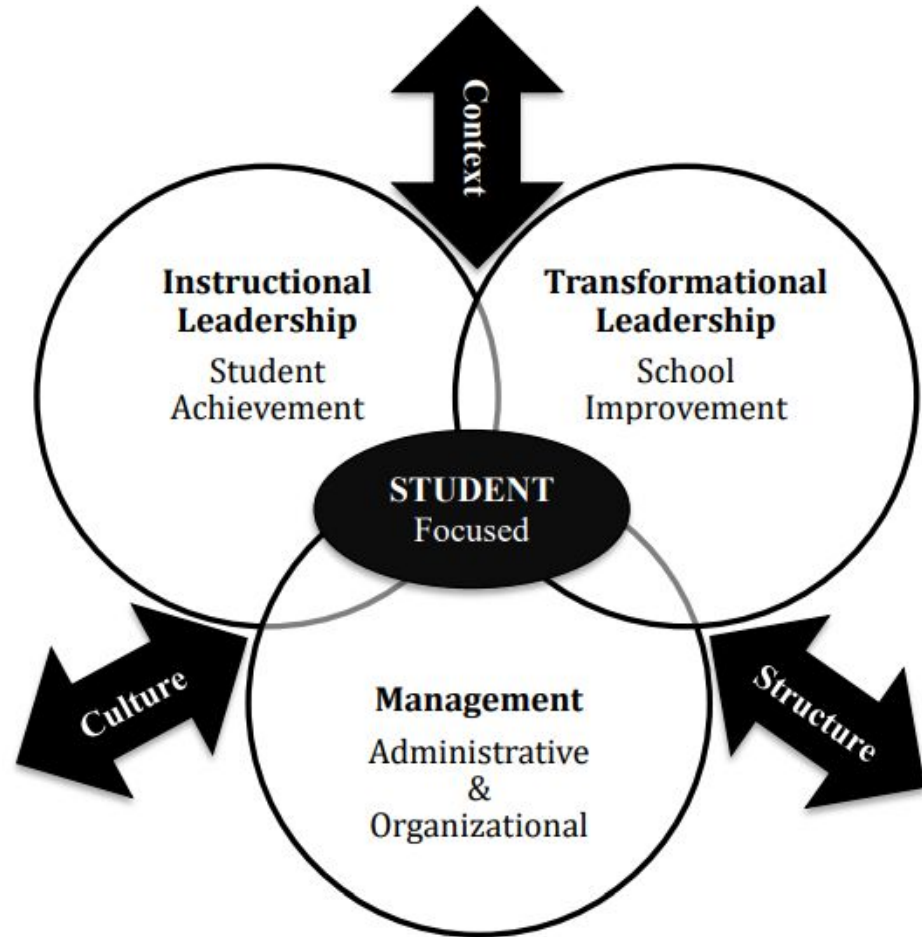 Context
Instructional
Leadership
Student
Achievement
Transformational
Leadership
School
Improvement
STUDENT
Focused
Culture
Structure
Management
Administrative
&
Organizational